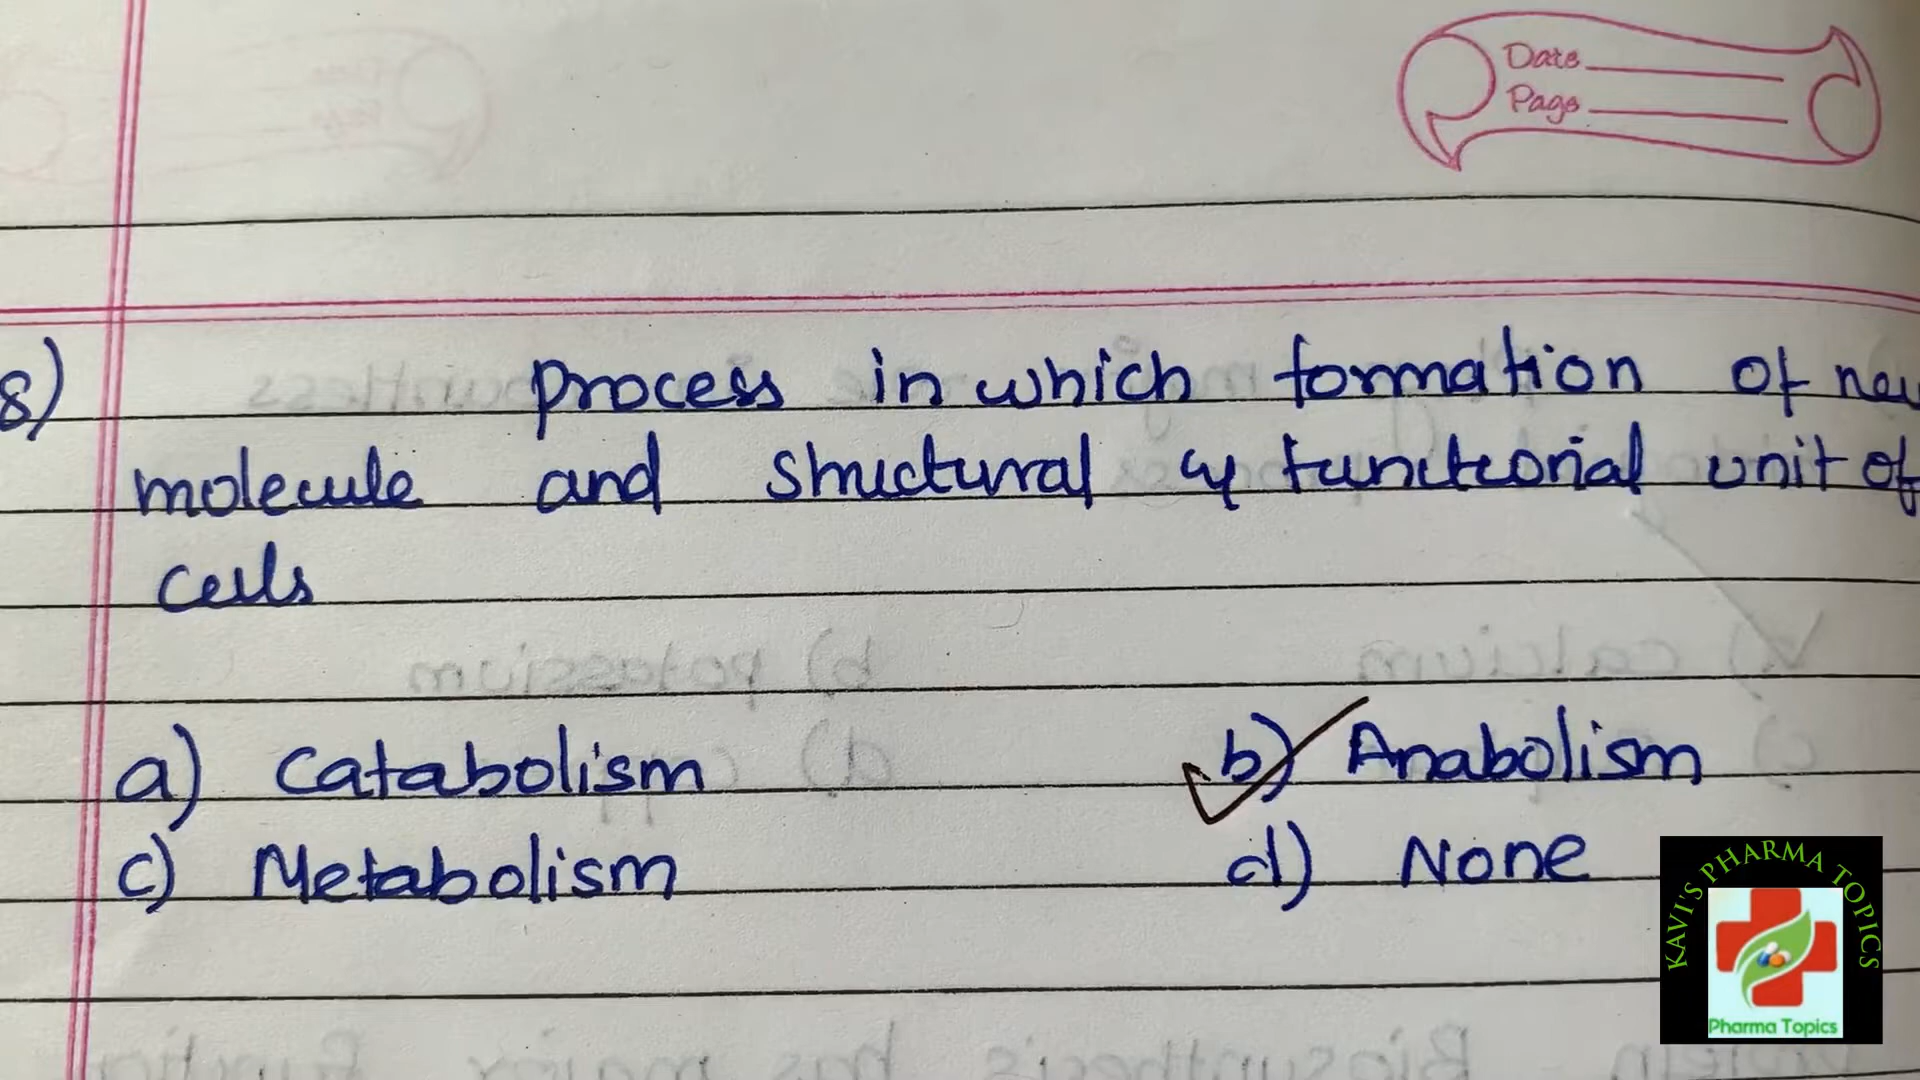 Date
Page
8) process in which formation of new
molecule and structural & functional unit of
cells
a) Catabolism b) Anabolism
c) Metabolism d) None
KAVI'S PHARMA TOPICS
Pharma Topics